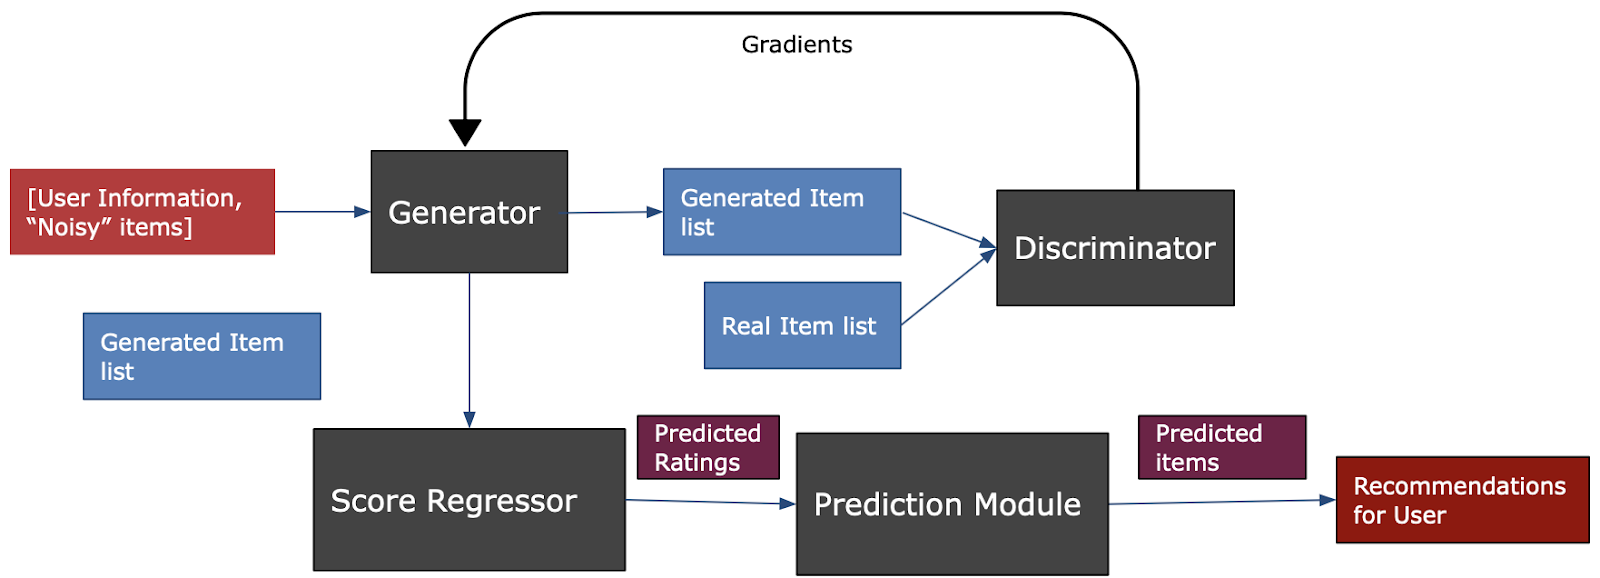 Gradients
[User Information,
“Noisy” items]
Generator
Generated Item
list
Discriminator
Real Item list
Generated Item
list
Score Regressor
Predicted
Ratings
Prediction Module
Predicted
items
Recommendations
for User